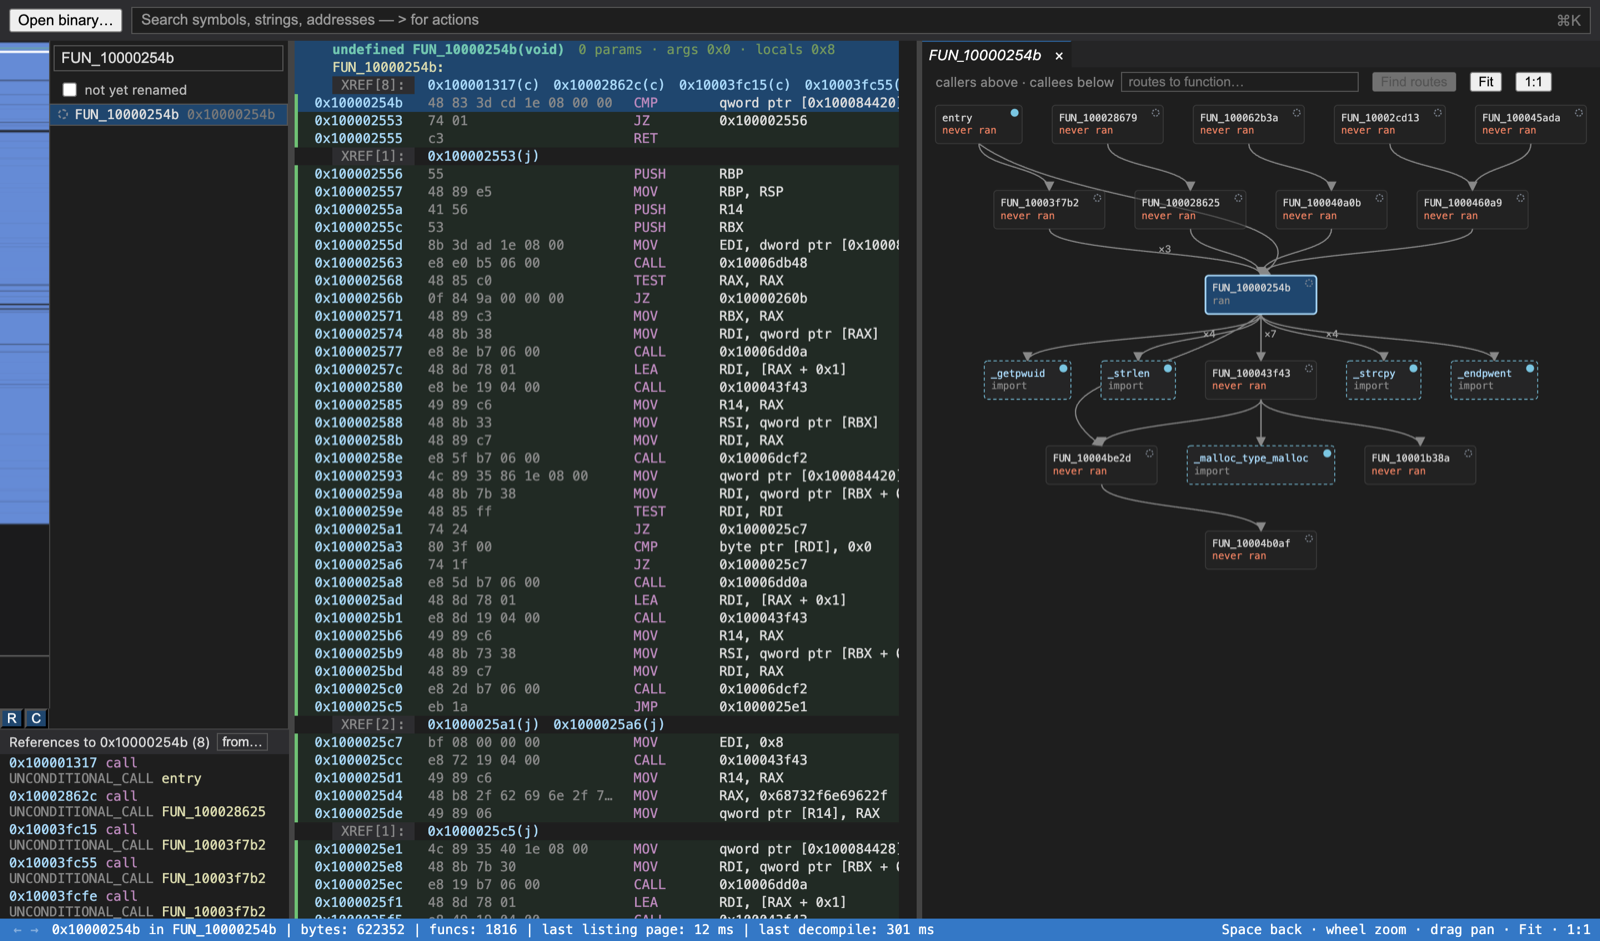 Open binary…
Search symbols, strings, addresses — > for actions
⌘K
FUN_10000254b
not yet renamed
FUN_10000254b 0x10000254b
R C
References to 0x10000254b (8) from…
0x100001317 call
UNCONDITIONAL_CALL entry
0x10002862c call
UNCONDITIONAL_CALL FUN_100028625
0x10003fc15 call
UNCONDITIONAL_CALL FUN_10003f7b2
0x10003fc55 call
UNCONDITIONAL_CALL FUN_10003f7b2
0x10003fcfe call
UNCONDITIONAL_CALL FUN_10003f7b2
undefined FUN_10000254b(void) 0 params · args 0x0 · locals 0x8
FUN_10000254b:
XREF[8]: 0x100001317(c) 0x10002862c(c) 0x10003fc15(c) 0x10003fc55(
0x10000254b 48 83 3d cd 1e 08 00 00 CMP qword ptr [0x100084420]
0x100002553 74 01 JZ 0x100002556
0x100002555 c3 RET
XREF[1]: 0x100002553(j)
0x100002556 55 PUSH RBP
0x100002557 48 89 e5 MOV RBP, RSP
0x10000255a 41 56 PUSH R14
0x10000255c 53 PUSH RBX
0x10000255d 8b 3d ad 1e 08 00 MOV EDI, dword ptr [0x10008
0x100002563 e8 e0 b5 06 00 CALL 0x10006db48
0x100002568 48 85 c0 TEST RAX, RAX
0x10000256b 0f 84 9a 00 00 00 JZ 0x10000260b
0x100002571 48 89 c3 MOV RBX, RAX
0x100002574 48 8b 38 MOV RDI, qword ptr [RAX]
0x100002577 e8 8e b7 06 00 CALL 0x10006dd0a
0x10000257c 48 8d 78 01 LEA RDI, [RAX + 0x1]
0x100002580 e8 be 19 04 00 CALL 0x100043f43
0x100002585 49 89 c6 MOV R14, RAX
0x100002588 48 8b 33 MOV RSI, qword ptr [RBX]
0x10000258b 48 89 c7 MOV RDI, RAX
0x10000258e e8 5f b7 06 00 CALL 0x10006dcf2
0x100002593 4c 89 35 86 1e 08 00 MOV qword ptr [0x100084420]
0x10000259a 48 8b 7b 38 MOV RDI, qword ptr [RBX +
0x10000259e 48 85 ff TEST RDI, RDI
0x1000025a1 74 24 JZ 0x1000025c7
0x1000025a3 80 3f 00 CMP byte ptr [RDI], 0x0
0x1000025a6 74 1f JZ 0x1000025c7
0x1000025a8 e8 5d b7 06 00 CALL 0x10006dd0a
0x1000025ad 48 8d 78 01 LEA RDI, [RAX + 0x1]
0x1000025b1 e8 8d 19 04 00 CALL 0x100043f43
0x1000025b6 49 89 c6 MOV R14, RAX
0x1000025b9 48 8b 73 38 MOV RSI, qword ptr [RBX +
0x1000025bd 48 89 c7 MOV RDI, RAX
0x1000025c0 e8 2d b7 06 00 CALL 0x10006dcf2
0x1000025c5 eb 1a JMP 0x1000025e1
XREF[2]: 0x1000025a1(j) 0x1000025a6(j)
0x1000025c7 bf 08 00 00 00 MOV EDI, 0x8
0x1000025cc e8 72 19 04 00 CALL 0x100043f43
0x1000025d1 49 89 c6 MOV R14, RAX
0x1000025d4 48 b8 2f 62 69 6e 2f 7… MOV RAX, 0x68732f6e69622f
0x1000025de 49 89 06 MOV qword ptr [R14], RAX
XREF[1]: 0x1000025c5(j)
0x1000025e1 4c 89 35 40 1e 08 00 MOV qword ptr [0x100084428]
0x1000025e8 48 8b 7b 30 MOV RDI, qword ptr [RBX +
0x1000025ec e8 19 b7 06 00 CALL 0x10006dd0a
0x1000025f1 48 8d 78 01 LEA RDI, [RAX + 0x1]
0x1000025f5 e8 49 19 04 00 CALL 0x100043f43
FUN_10000254b ×
callers above · callees below routes to function… Find routes Fit 1:1
entry never ran
FUN_100028679 never ran
FUN_100062b3a never ran
FUN_10002cd13 never ran
FUN_100045ada never ran
FUN_10003f7b2 never ran
FUN_100028625 never ran
FUN_100040a0b never ran
FUN_1000460a9 never ran
×3
FUN_10000254b
ran
×4 ×7 ×4
_getpwuid import
_strlen import
FUN_100043f43 never ran
_strcpy import
_endpwent import
FUN_10004be2d never ran
_malloc_type_malloc import
FUN_10001b38a never ran
FUN_10004b0af
never ran
← → 0x10000254b in FUN_10000254b | bytes: 622352 | funcs: 1816 | last listing page: 12 ms | last decompile: 301 ms
Space back · wheel zoom · drag pan · Fit · 1:1